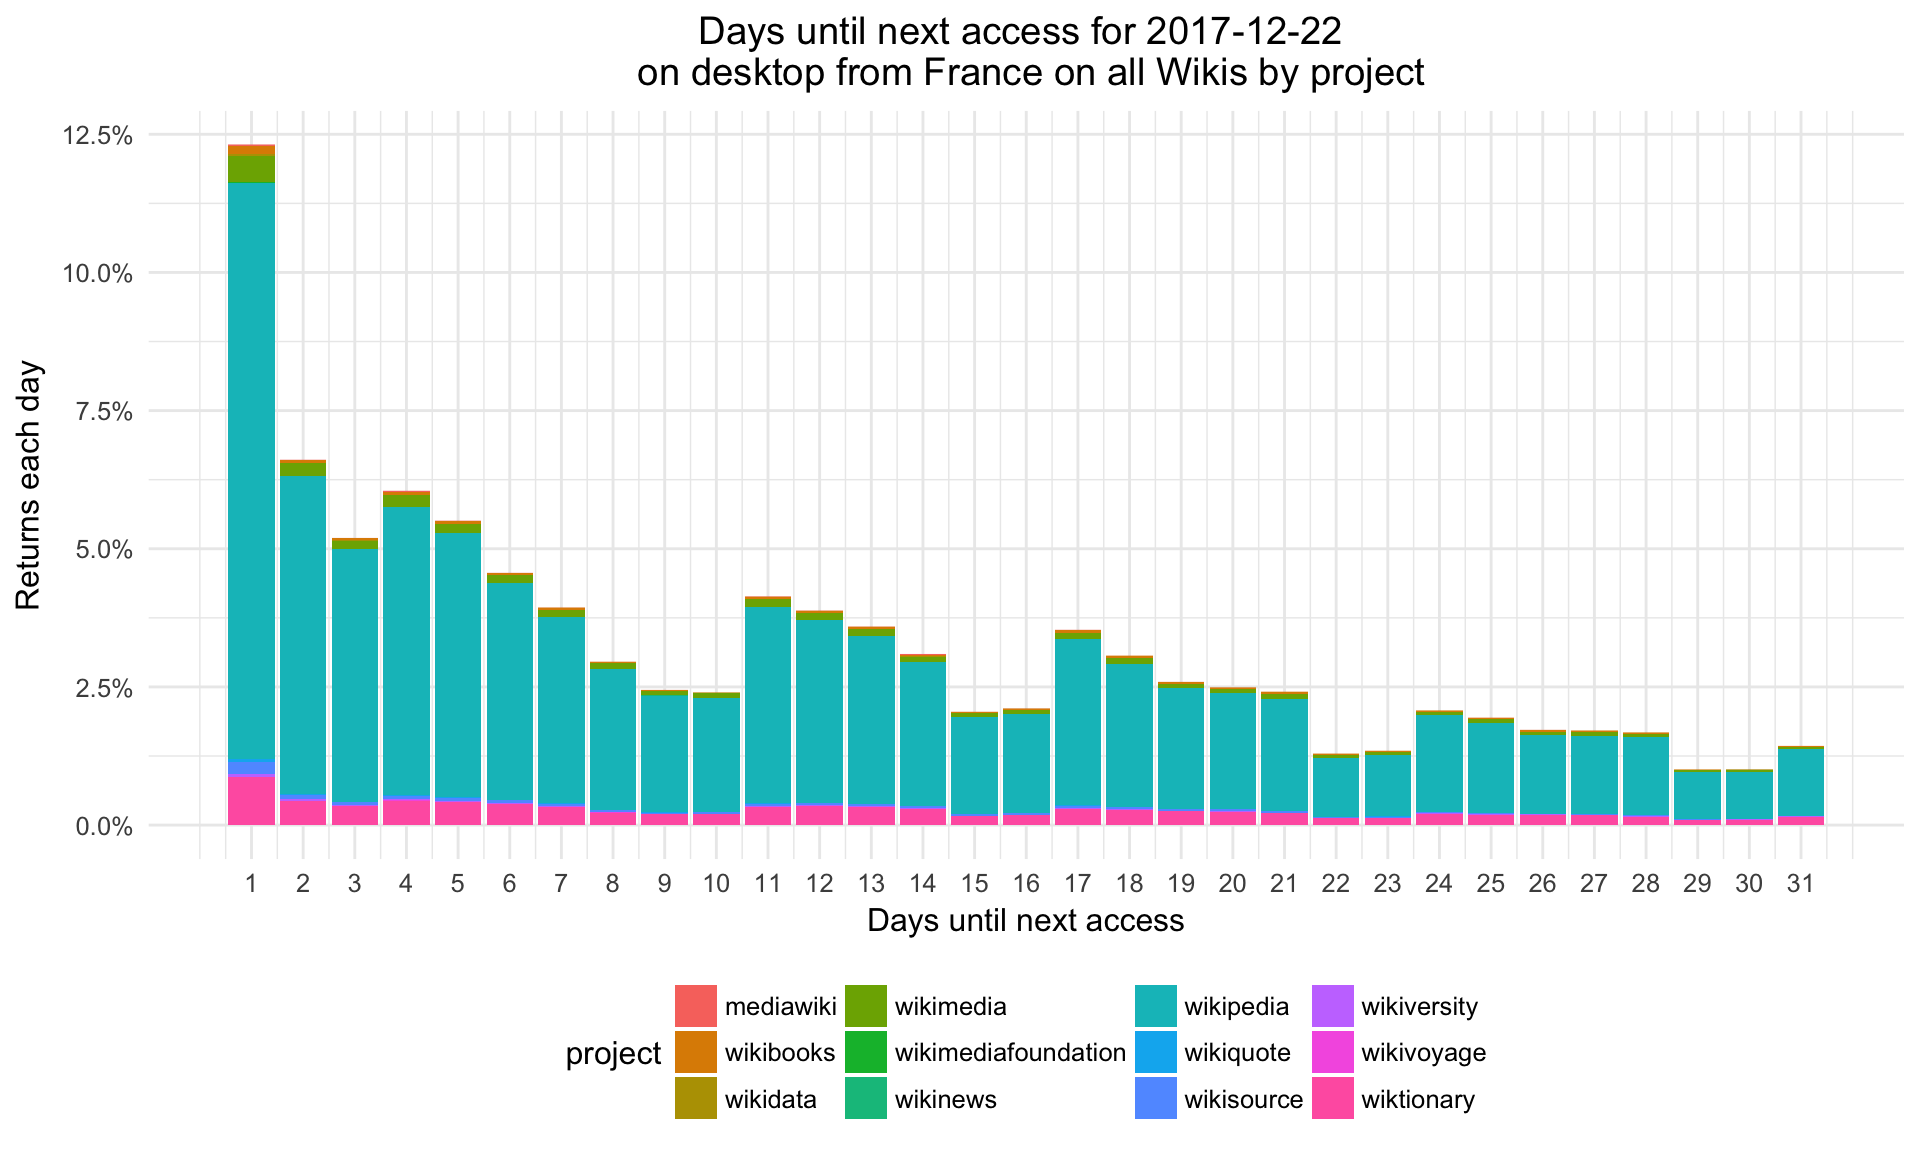 Days until next access for 2017-12-22
on desktop from France on all Wikis by project
Returns each day
12.5%
10.0%
7.5%
5.0%
2.5%
0.0%
1 2 3 4 5 6 7 8 9 10 11 12 13 14 15 16 17 18 19 20 21 22 23 24 25 26 27 28 29 30 31
Days until next access
project
mediawiki wikimedia wikipedia wikiversity
wikibooks wikimediafoundation wikiquote wikivoyage
wikidata wikinews wikisource wiktionary